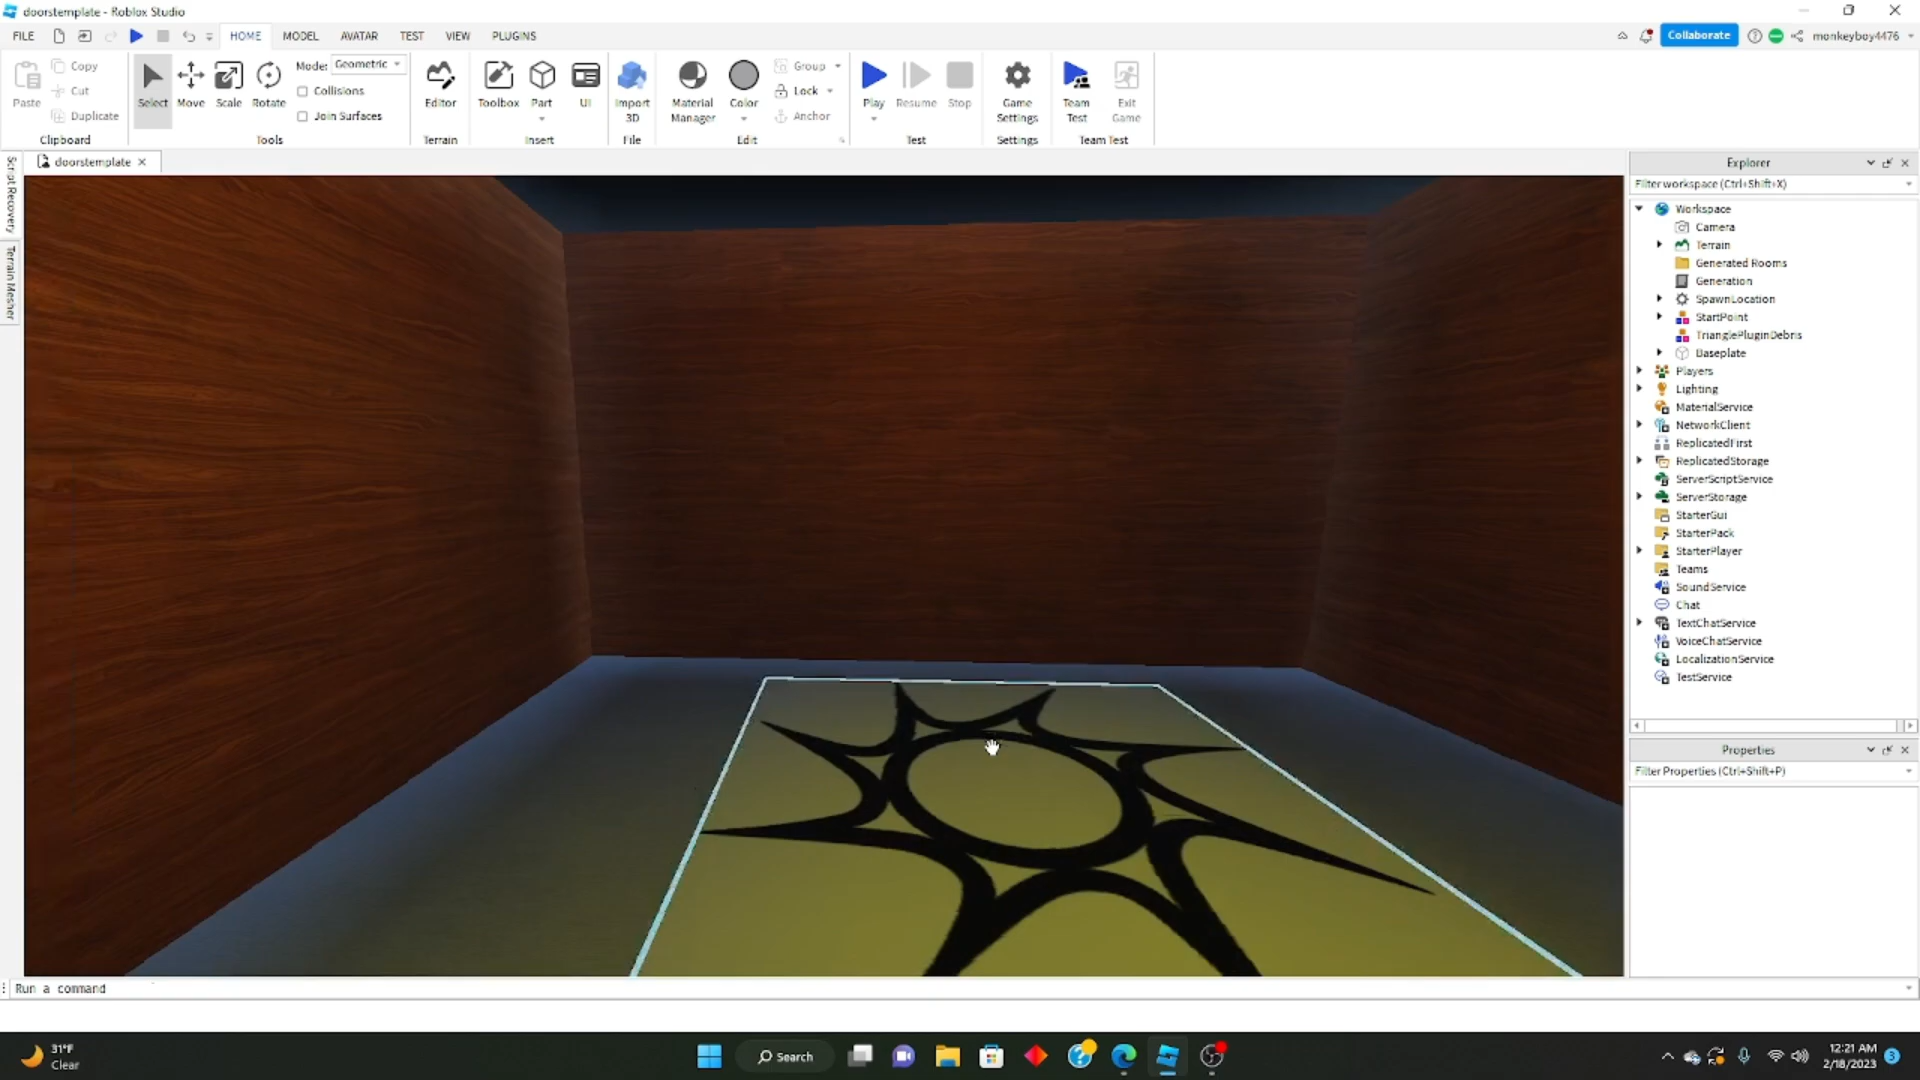 doorstemplate - Roblox Studio
FILE HOME MODEL AVATAR TEST VIEW PLUGINS Collaborate monkeyboy4476
Paste
Copy
Cut
Duplicate
Clipboard
Select Move Scale Rotate
Mode: Geometric
Collisions
Join Surfaces
Tools
Editor
Terrain
Toolbox Part UI
Insert
Import 3D
File
Material Manager
Color
Group
Lock
Anchor
Edit
Play Resume Stop
Test
Game Settings
Settings
Team Test
Exit Game
Team Test
doorstemplate
Script Recovery
Terrain Mesher
Explorer
Filter workspace (Ctrl+Shift+X)
Workspace
Camera
Terrain
Generated Rooms
Generation
SpawnLocation
StartPoint
TrianglePluginDebris
Baseplate
Players
Lighting
MaterialService
NetworkClient
ReplicatedFirst
ReplicatedStorage
ServerScriptService
ServerStorage
StarterGui
StarterPack
StarterPlayer
Teams
SoundService
Chat
TextChatService
VoiceChatService
LocalizationService
TestService
Properties
Filter Properties (Ctrl+Shift+P)
Run a command
31°F
Clear
Search
12:21 AM
2/18/2023
3